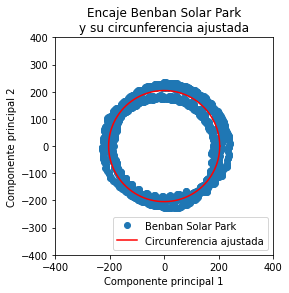 Encaje Benban Solar Park
y su circunferencia ajustada
Componente principal 2
400
300
200
100
0
−100
−200
−300
−400
Benban Solar Park
Circunferencia ajustada
−400
−200
0
200
400
Componente principal 1